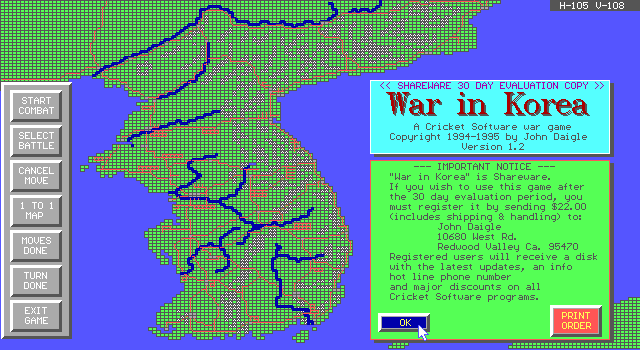 H-105 V-108
START
COMBAT
SELECT
BATTLE
CANCEL
MOVE
1 TO 1
MAP
MOVES
DONE
TURN
DONE
EXIT
GAME
<< SHAREWARE 30 DAY EVALUATION COPY >>
War in Korea
A Cricket Software war game
Copyright 1994-1995 by John Daigle
Version 1.2
--- IMPORTANT NOTICE ---
"War in Korea" is Shareware.
If you wish to use this game after
the 30 day evaluation period, you
must register it by sending $22.00
(includes shipping & handling) to:
John Daigle
10680 West Rd.
Redwood Valley Ca. 95470
Registered users will receive a disk
with the latest updates, an info
hot line phone number
and major discounts on all
Cricket Software programs.
OK
PRINT
ORDER